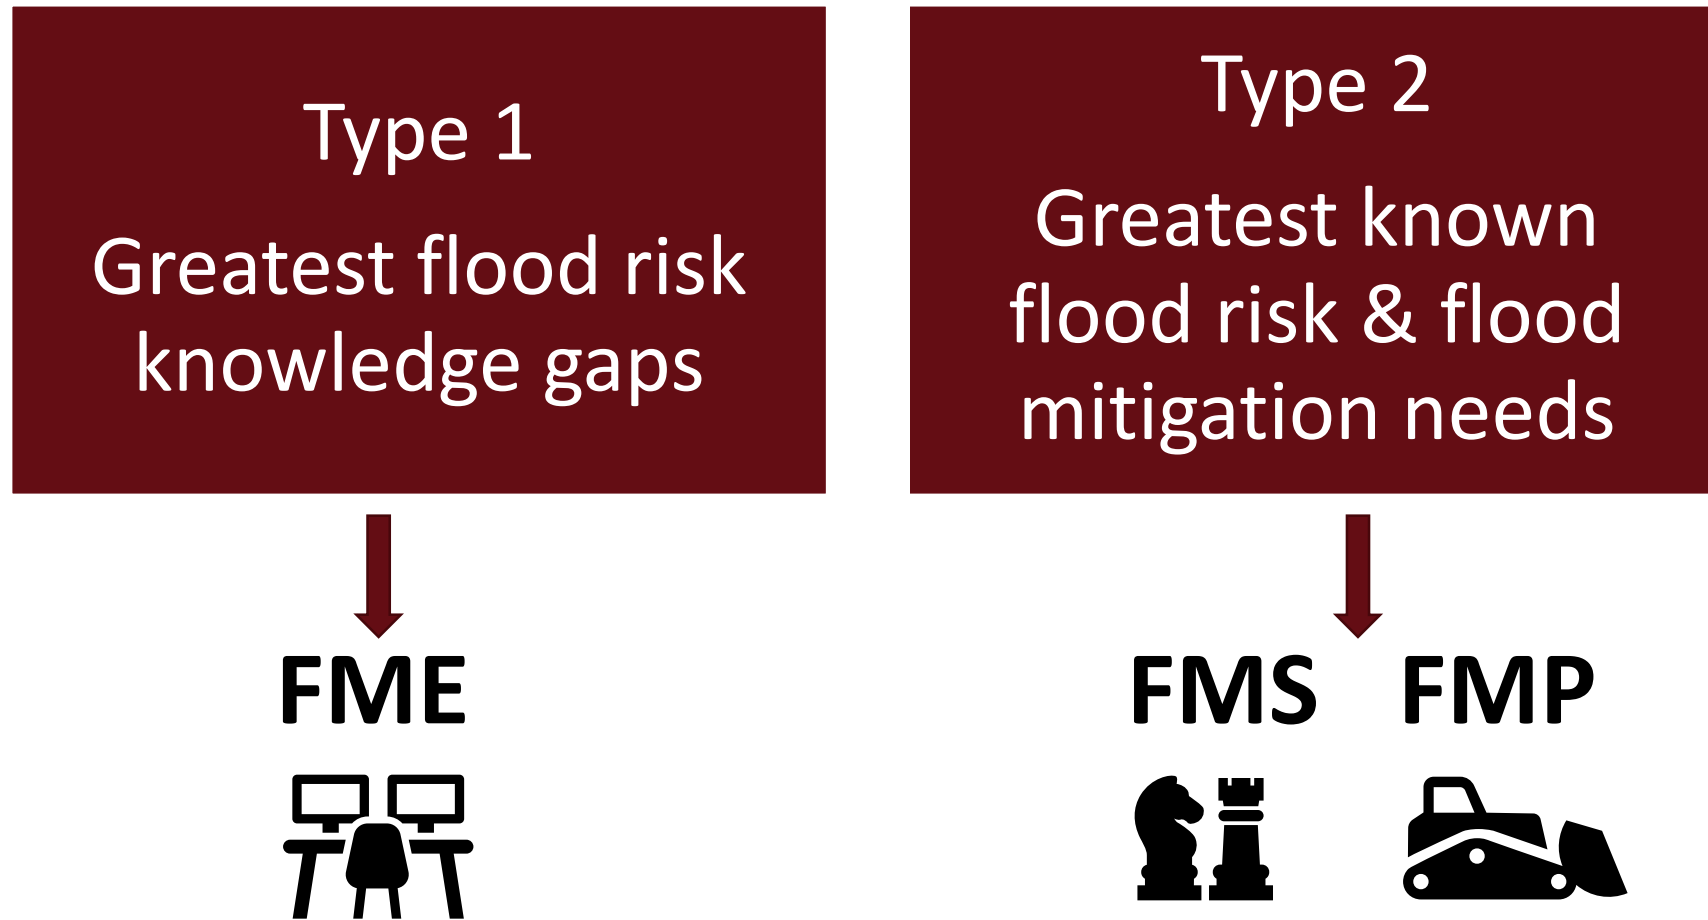 Type 1
Greatest flood risk
knowledge gaps
FME
Type 2
Greatest known
flood risk & flood
mitigation needs
FMS FMP